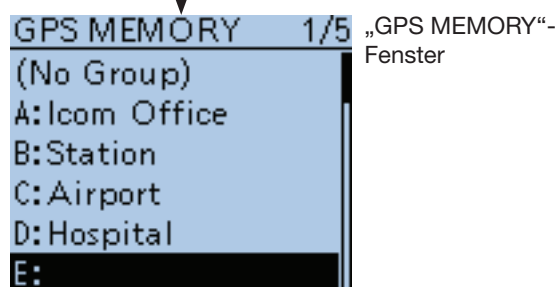 GPS MEMORY 1/5
(No Group)
A:Icom Office
B:Station
C:Airport
D:Hospital
E:
„GPS MEMORY“-
Fenster